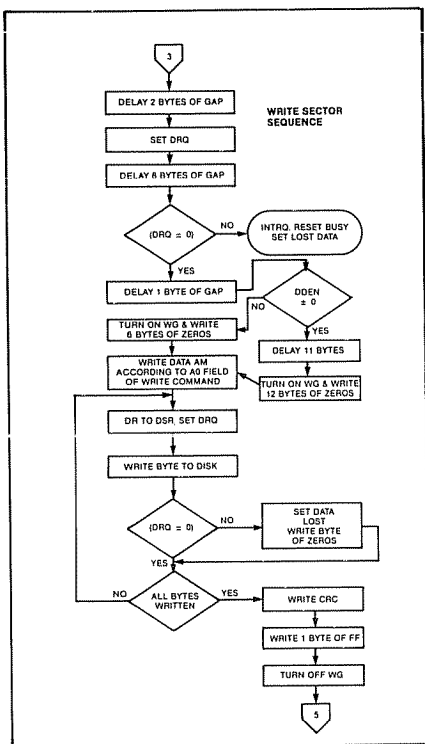 3
DELAY 2 BYTES OF GAP
WRITE SECTOR
SEQUENCE
SET DRQ
DELAY 6 BYTES OF GAP
(DRQ = 0)
NO
INTRQ. RESET BUSY
SET LOST DATA
YES
DELAY 1 BYTE OF GAP
DDEN
= 0
NO
YES
TURN ON WG & WRITE
6 BYTES OF ZEROS
DELAY 11 BYTES
WRITE DATA AM
ACCORDING TO A0 FIELD
OF WRITE COMMAND
TURN ON WG & WRITE
12 BYTES OF ZEROS
DR TO DSR, SET DRQ
WRITE BYTE TO DISK
(DRQ = 0)
NO
SET DATA
LOST
WRITE BYTE
OF ZEROS
YES
NO
ALL BYTES
WRITTEN
YES
WRITE CRC
WRITE 1 BYTE OF FF
TURN OFF WG
5